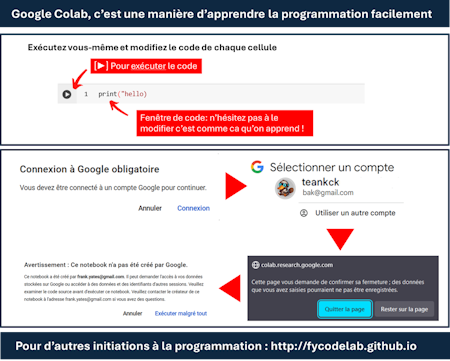 Google Colab, c’est une manière d’apprendre la programmation facilement
Exécutez vous-même et modifiez le code de chaque cellule
[►] Pour exécuter le code
1 print("hello)
Fenêtre de code: n’hésitez pas à le
modifier c’est comme ca qu’on apprend !
Connexion à Google obligatoire
Vous devez être connecté à un compte Google pour continuer.
Annuler Connexion
G Sélectionner un compte
teankck
bak@gmail.com
Utiliser un autre compte
Avertissement : Ce notebook n'a pas été créé par Google.
Ce notebook a été créé par frank.yeres@gmail.com. Il peut demander l'accès à vos données
stockées sur Google ou accéder à des données et des identifiants d'autres sessions. Veuillez
examiner le code source avant d'exécuter ce notebook. Veuillez contacter le créateur de ce
notebook à l'adresse frank.yeres@gmail.com si vous avez des questions.
Annuler Exécuter malgré tout
colab.research.google.com
Cette page vous demande de confirmer sa fermeture ; des données
que vous avez saisies pourraient ne pas être enregistrées.
Quitter la page Rester sur la page
Pour d’autres initiations à la programmation : http://fycodelab.github.io